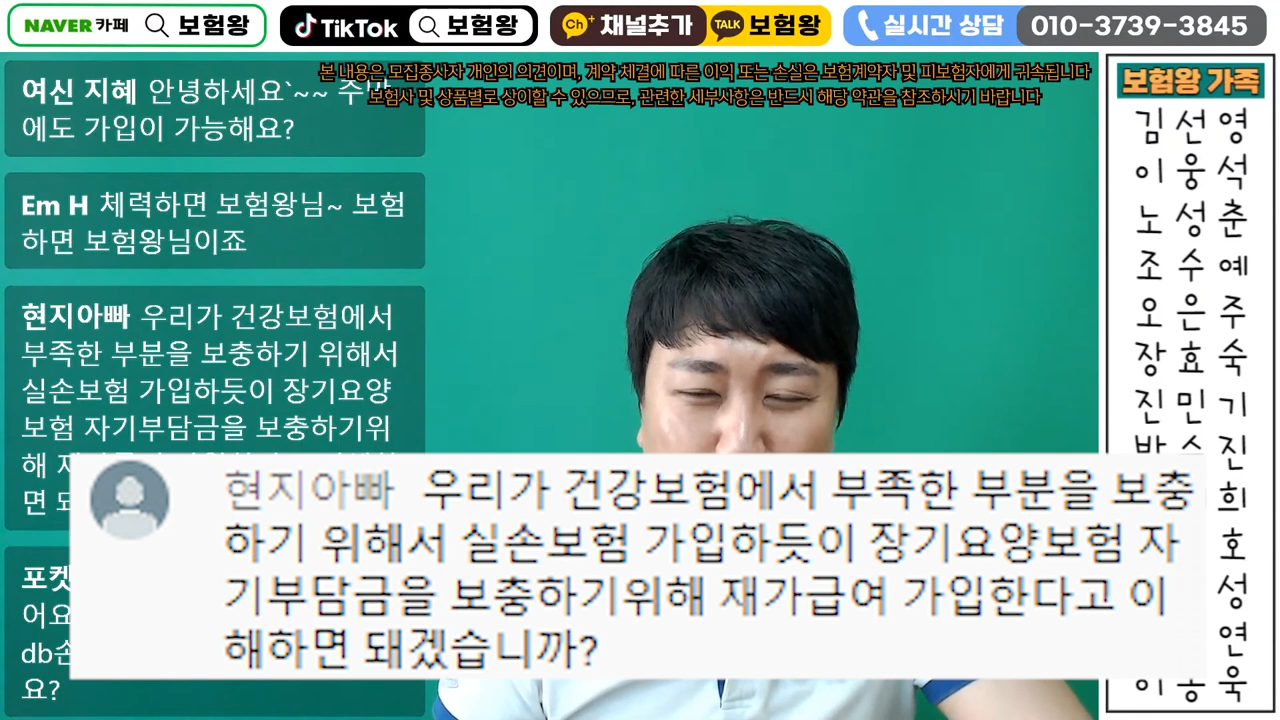 NAVER 카페 보험왕
TikTok 보험왕
Ch+ 채널추가 TALK 보험왕
실시간 상담 010-3739-3845
본 내용은 모집종사자 개인의 의견이며, 계약 체결에 따른 이익 또는 손실은 보험계약자 및 피보험자에게 귀속됩니다
보험사 및 상품별로 상이할 수 있으므로, 관련한 세부사항은 반드시 해당 약관을 참조하시기 바랍니다
여신 지혜 안녕하세요`~~
에도 가입이 가능해요?
Em H 체력하면 보험왕님~ 보험
하면 보험왕님이죠
현지아빠 우리가 건강보험에서
부족한 부분을 보충하기 위해서
실손보험 가입하듯이 장기요양
보험 자기부담금을 보충하기위
해
면
포켓
어요
db손
요?
현지아빠 우리가 건강보험에서 부족한 부분을 보충
하기 위해서 실손보험 가입하듯이 장기요양보험 자
기부담금을 보충하기위해 재가급여 가입한다고 이
해하면 돼겠습니까?
보험왕 가족
김선영
이웅석
노성춘
조수예
오은주
장효숙
진민기
진
희
호
성
연
욱